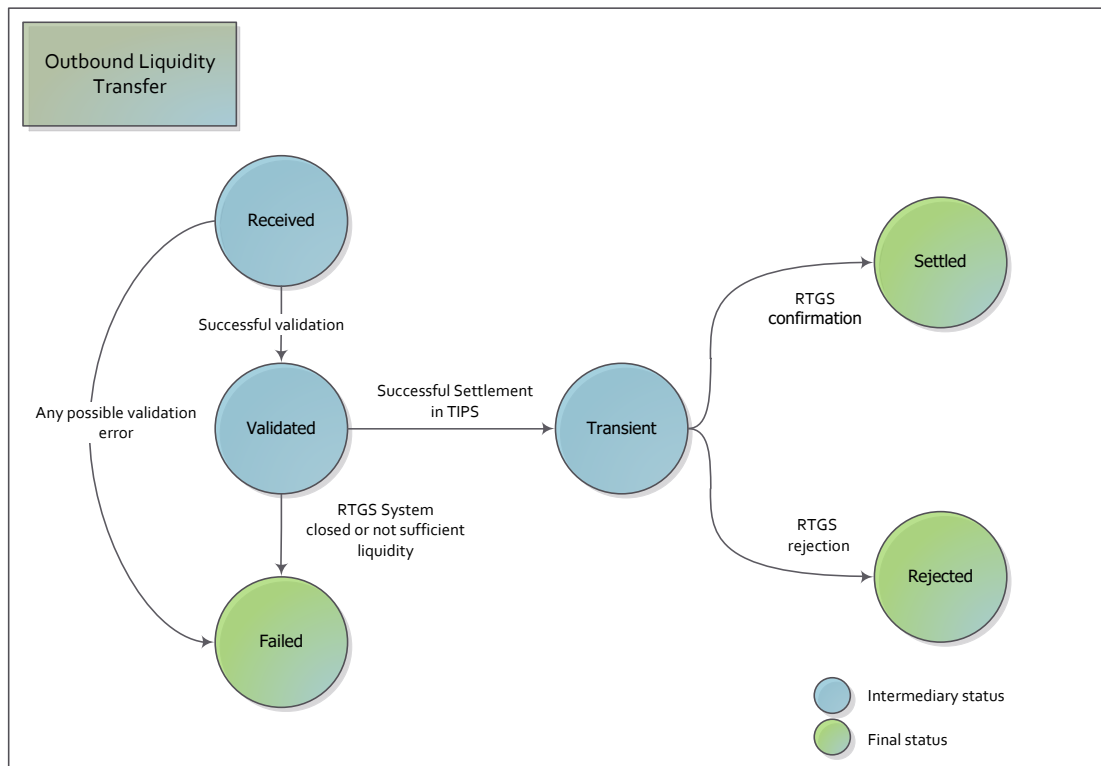 Outbound Liquidity
Transfer
Received
Successful validation
Any possible validation
error
Validated
Successful Settlement
in TIPS
Transient
RTGS System
closed or not sufficient
liquidity
Failed
RTGS
confirmation
Settled
RTGS
rejection
Rejected
Intermediary status
Final status